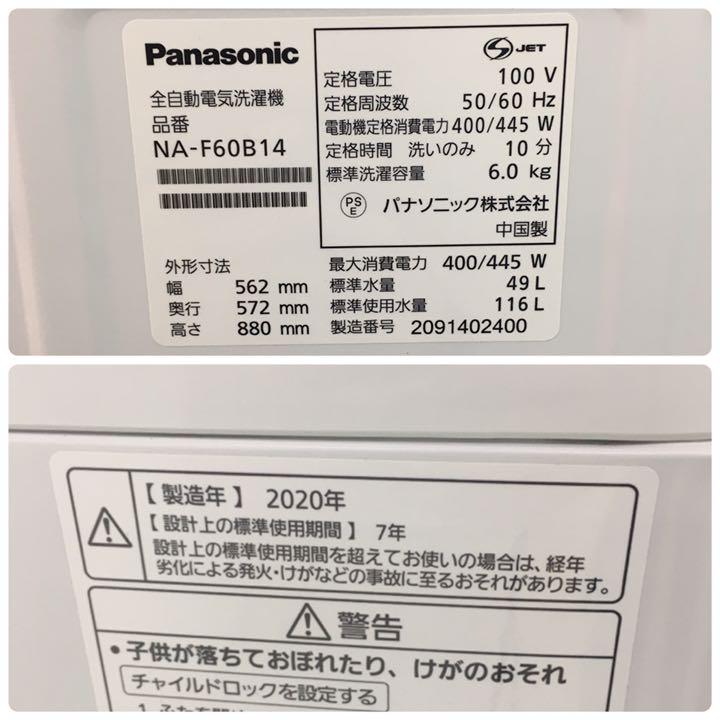 Panasonic
全自動電気洗濯機
品番
NA-F60B14
外形寸法
幅 562 mm
奥行 572 mm
高さ 880 mm
S JET
定格電圧 100 V
定格周波数 50/60 Hz
電動機定格消費電力 400/445 W
定格時間 洗いのみ 10 分
標準洗濯容量 6.0 kg
PSE パナソニック株式会社
中国製
最大消費電力 400/445 W
標準水量 49 L
標準使用水量 116 L
製造番号 2091402400
【製造年】 2020年
【設計上の標準使用期間】 7年
設計上の標準使用期間を超えてお使いの場合は、経年
劣化による発火・けがなどの事故に至るおそれがあります。
警告
・子供が落ちておぼれたり、けがのおそれ
チャイルドロックを設定する